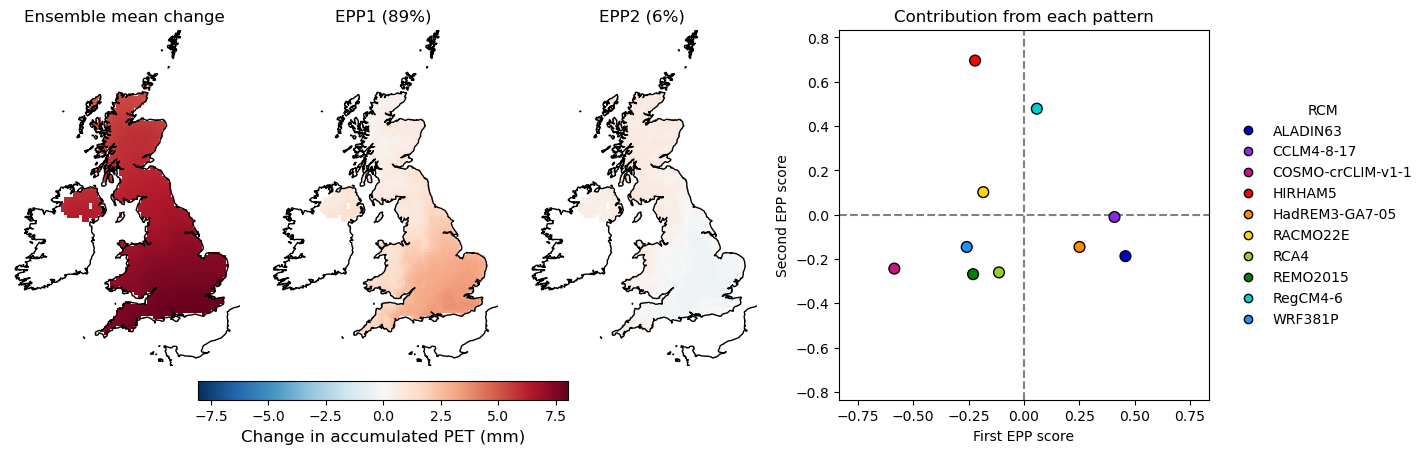 Ensemble mean change
EPP1 (89%)
EPP2 (6%)
Contribution from each pattern
−7.5 −5.0 −2.5 0.0 2.5 5.0 7.5
Change in accumulated PET (mm)
Second EPP score
0.8
0.6
0.4
0.2
0.0
−0.2
−0.4
−0.6
−0.8
−0.75 −0.50 −0.25 0.00 0.25 0.50 0.75
First EPP score
RCM
ALADIN63
CCLM4-8-17
COSMO-crCLIM-v1-1
HIRHAM5
HadREM3-GA7-05
RACMO22E
RCA4
REMO2015
RegCM4-6
WRF381P